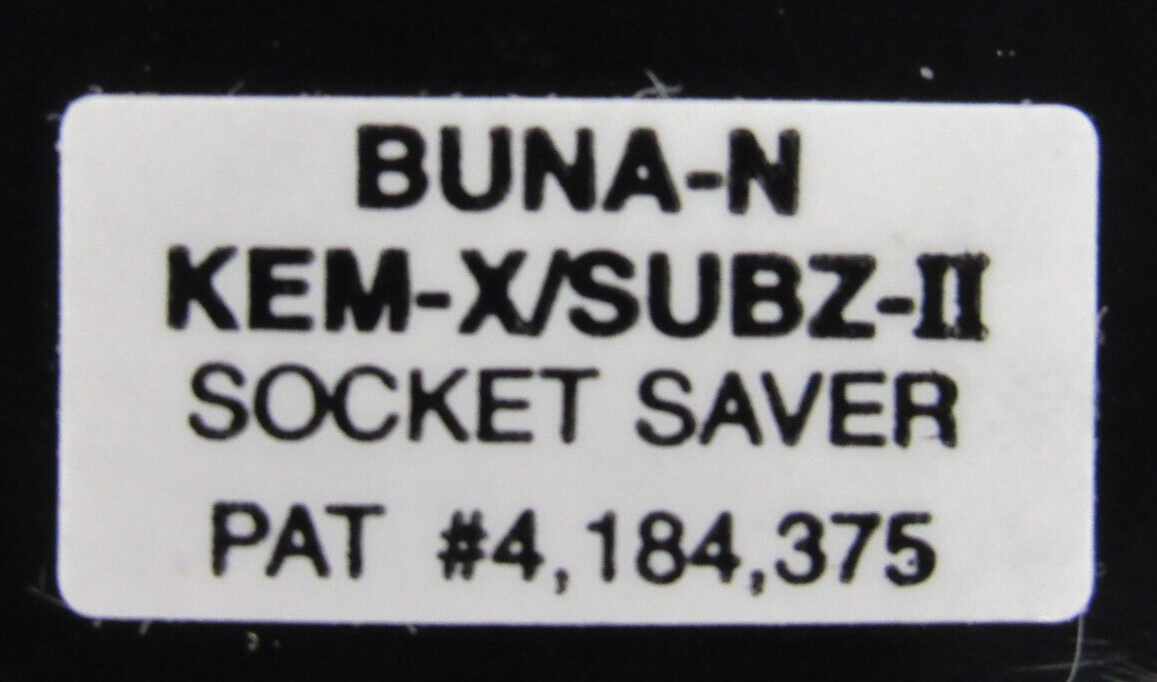 BUNA-N
KEM-X/SUBZ-II
SOCKET SAVER
PAT #4,184,375